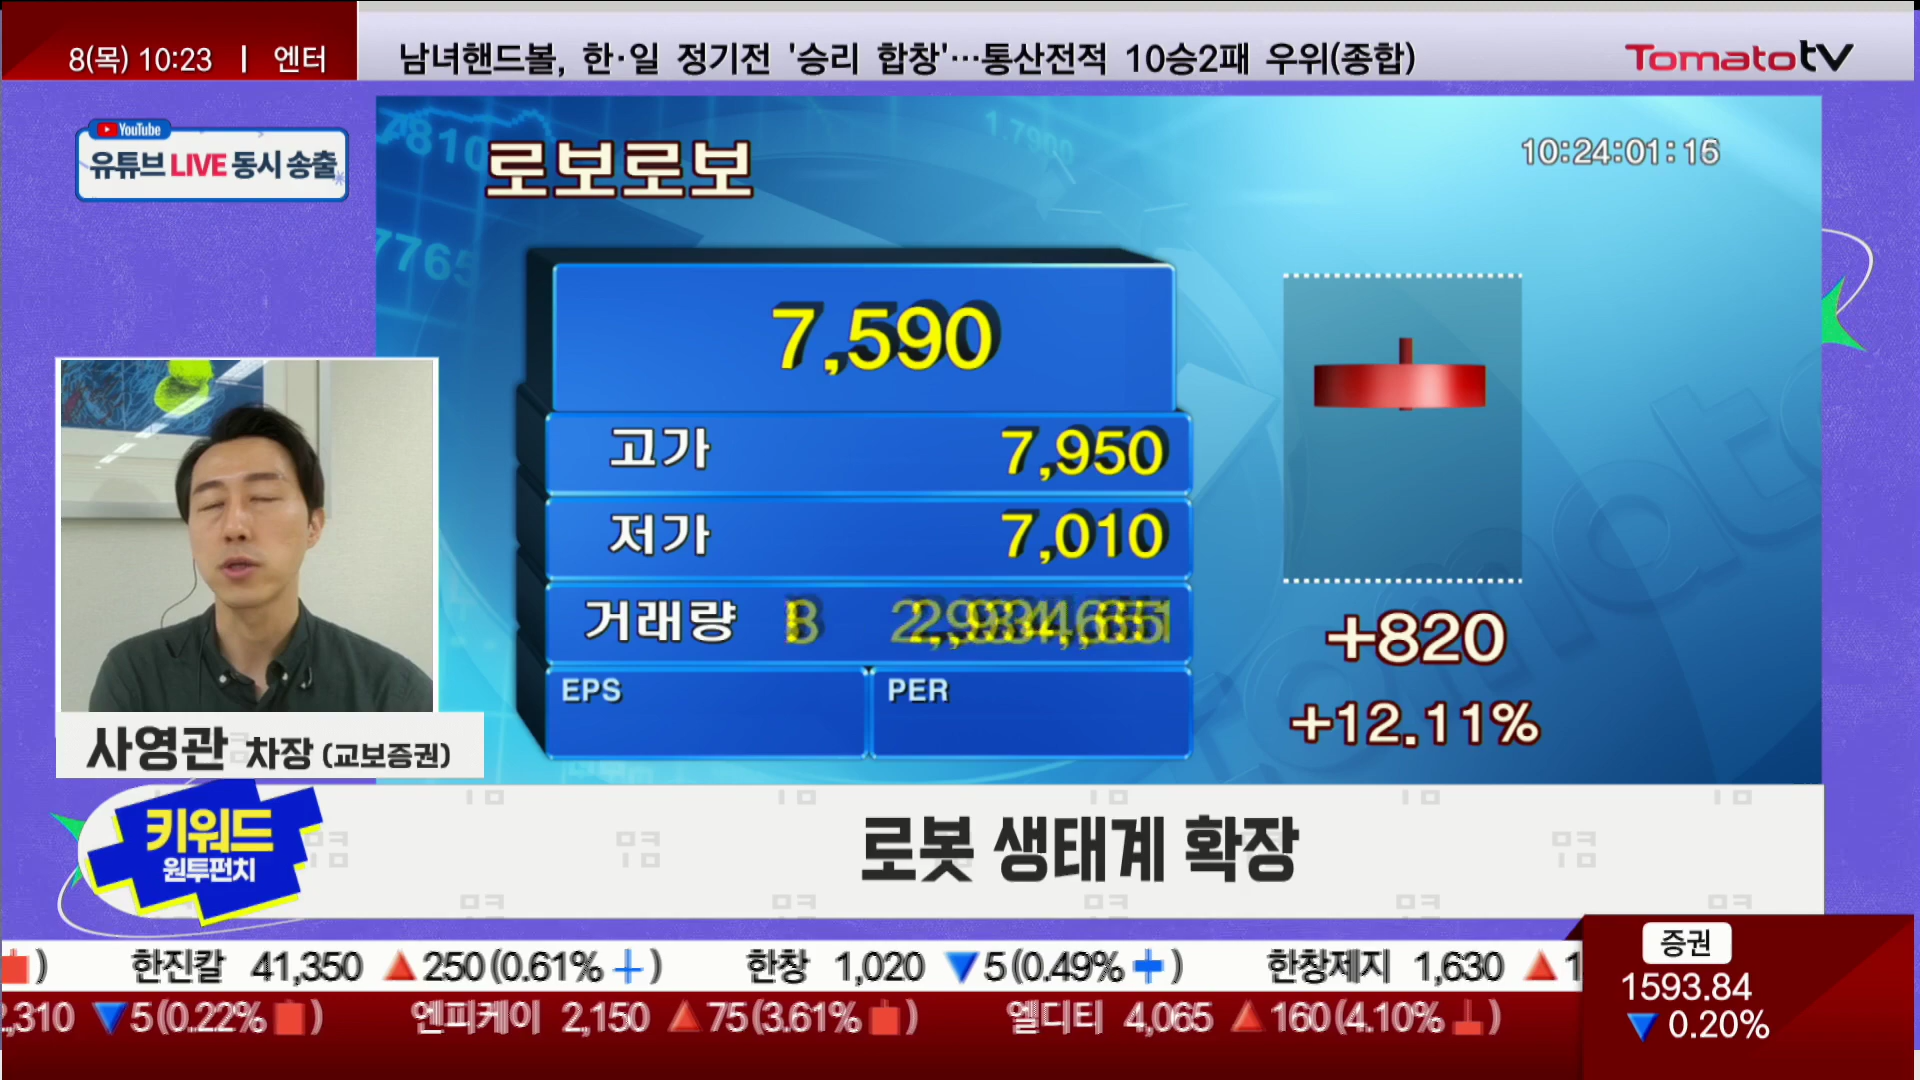 8(목) 10:23 | 엔터
남녀핸드볼, 한·일 정기전 '승리 합창'…통산전적 10승2패 우위(종합)
Tomatotv
YouTube
유튜브 LIVE 동시 송출
로보로보
10:24:01:15
7,590
고가 7,950
저가 7,010
거래량
EPS
PER
+820
+12.11%
사영관 차장 (교보증권)
키워드
원투펀치
로봇 생태계 확장
) 한진칼 41,350 ▲250(0.61% ) 한창 1,020 ▼5(0.49% ) 한창제지 1,630 ▲1
2,310 ▼5(0.22% ) 엔피케이 2,150 ▲75(3.61% ) 엘디티 4,065 ▲160(4.10% )
증권
1593.84
▼ 0.20%